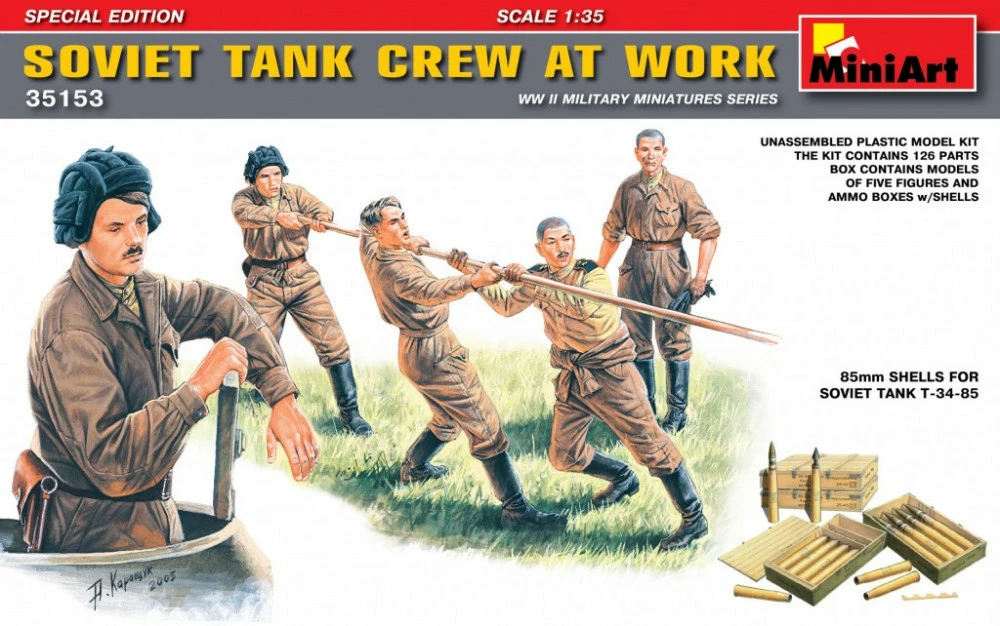 SPECIAL EDITION
SCALE 1:35
SOVIET TANK CREW AT WORK
35153
WW II MILITARY MINIATURES SERIES
MiniArt
UNASSEMBLED PLASTIC MODEL KIT
THE KIT CONTAINS 126 PARTS
BOX CONTAINS MODELS
OF FIVE FIGURES AND
AMMO BOXES w/SHELLS
85mm SHELLS FOR
SOVIET TANK T-34-85
А. Каращук
2005